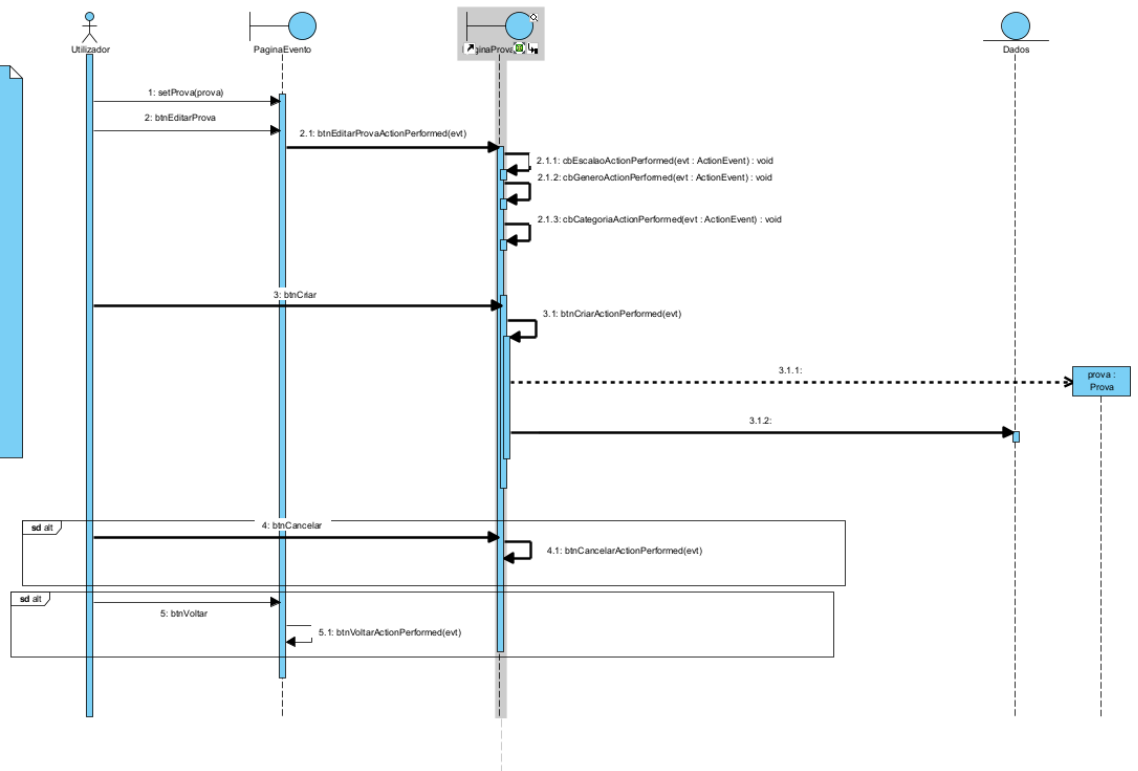 Utilizador
PaginaEvento
Dados
1: setProva(prova)
2: btnEditarProva
2.1: btnEditarProvaActionPerformed(evt)
2.1.1: cbEscalaoActionPerformed(evt : ActionEvent) : void
2.1.2: cbGeneroActionPerformed(evt : ActionEvent) : void
2.1.3: cbCategoriaActionPerformed(evt : ActionEvent) : void
3: btnCriar
3.1: btnCriarActionPerformed(evt)
3.1.1:
prova :
Prova
3.1.2:
sd alt
4: btnCancelar
4.1: btnCancelarActionPerformed(evt)
sd alt
5: btnVoltar
5.1: btnVoltarActionPerformed(evt)